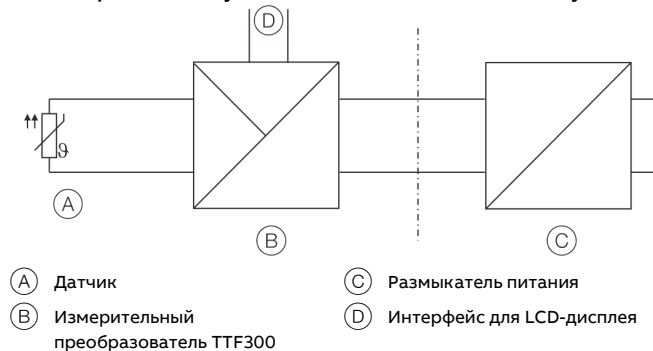 D
ϑ
A
B
C
A Датчик
B Измерительный
преобразователь TTF300
C Размыкатель питания
D Интерфейс для LCD-дисплея